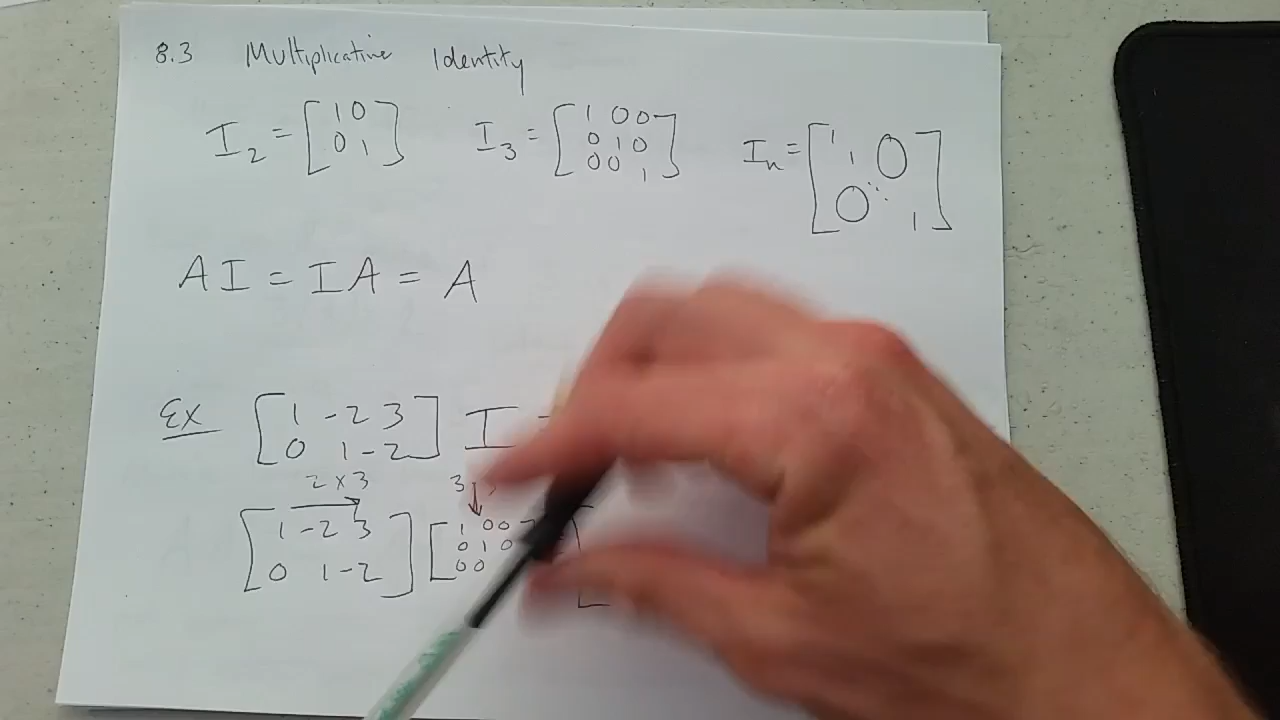 8.3 Multiplicative Identity
I₂ = [1 0
0 1]
I₃ = [1 0 0
0 1 0
0 0 1]
Iₙ = [1
1 0
0 ⋱
1]
AI = IA = A
Ex [1 -2 3
0 1 -2] I
2 × 3 3
[1 -2 3
0 1 -2]
[1 0 0
0 1 0
0 0
[